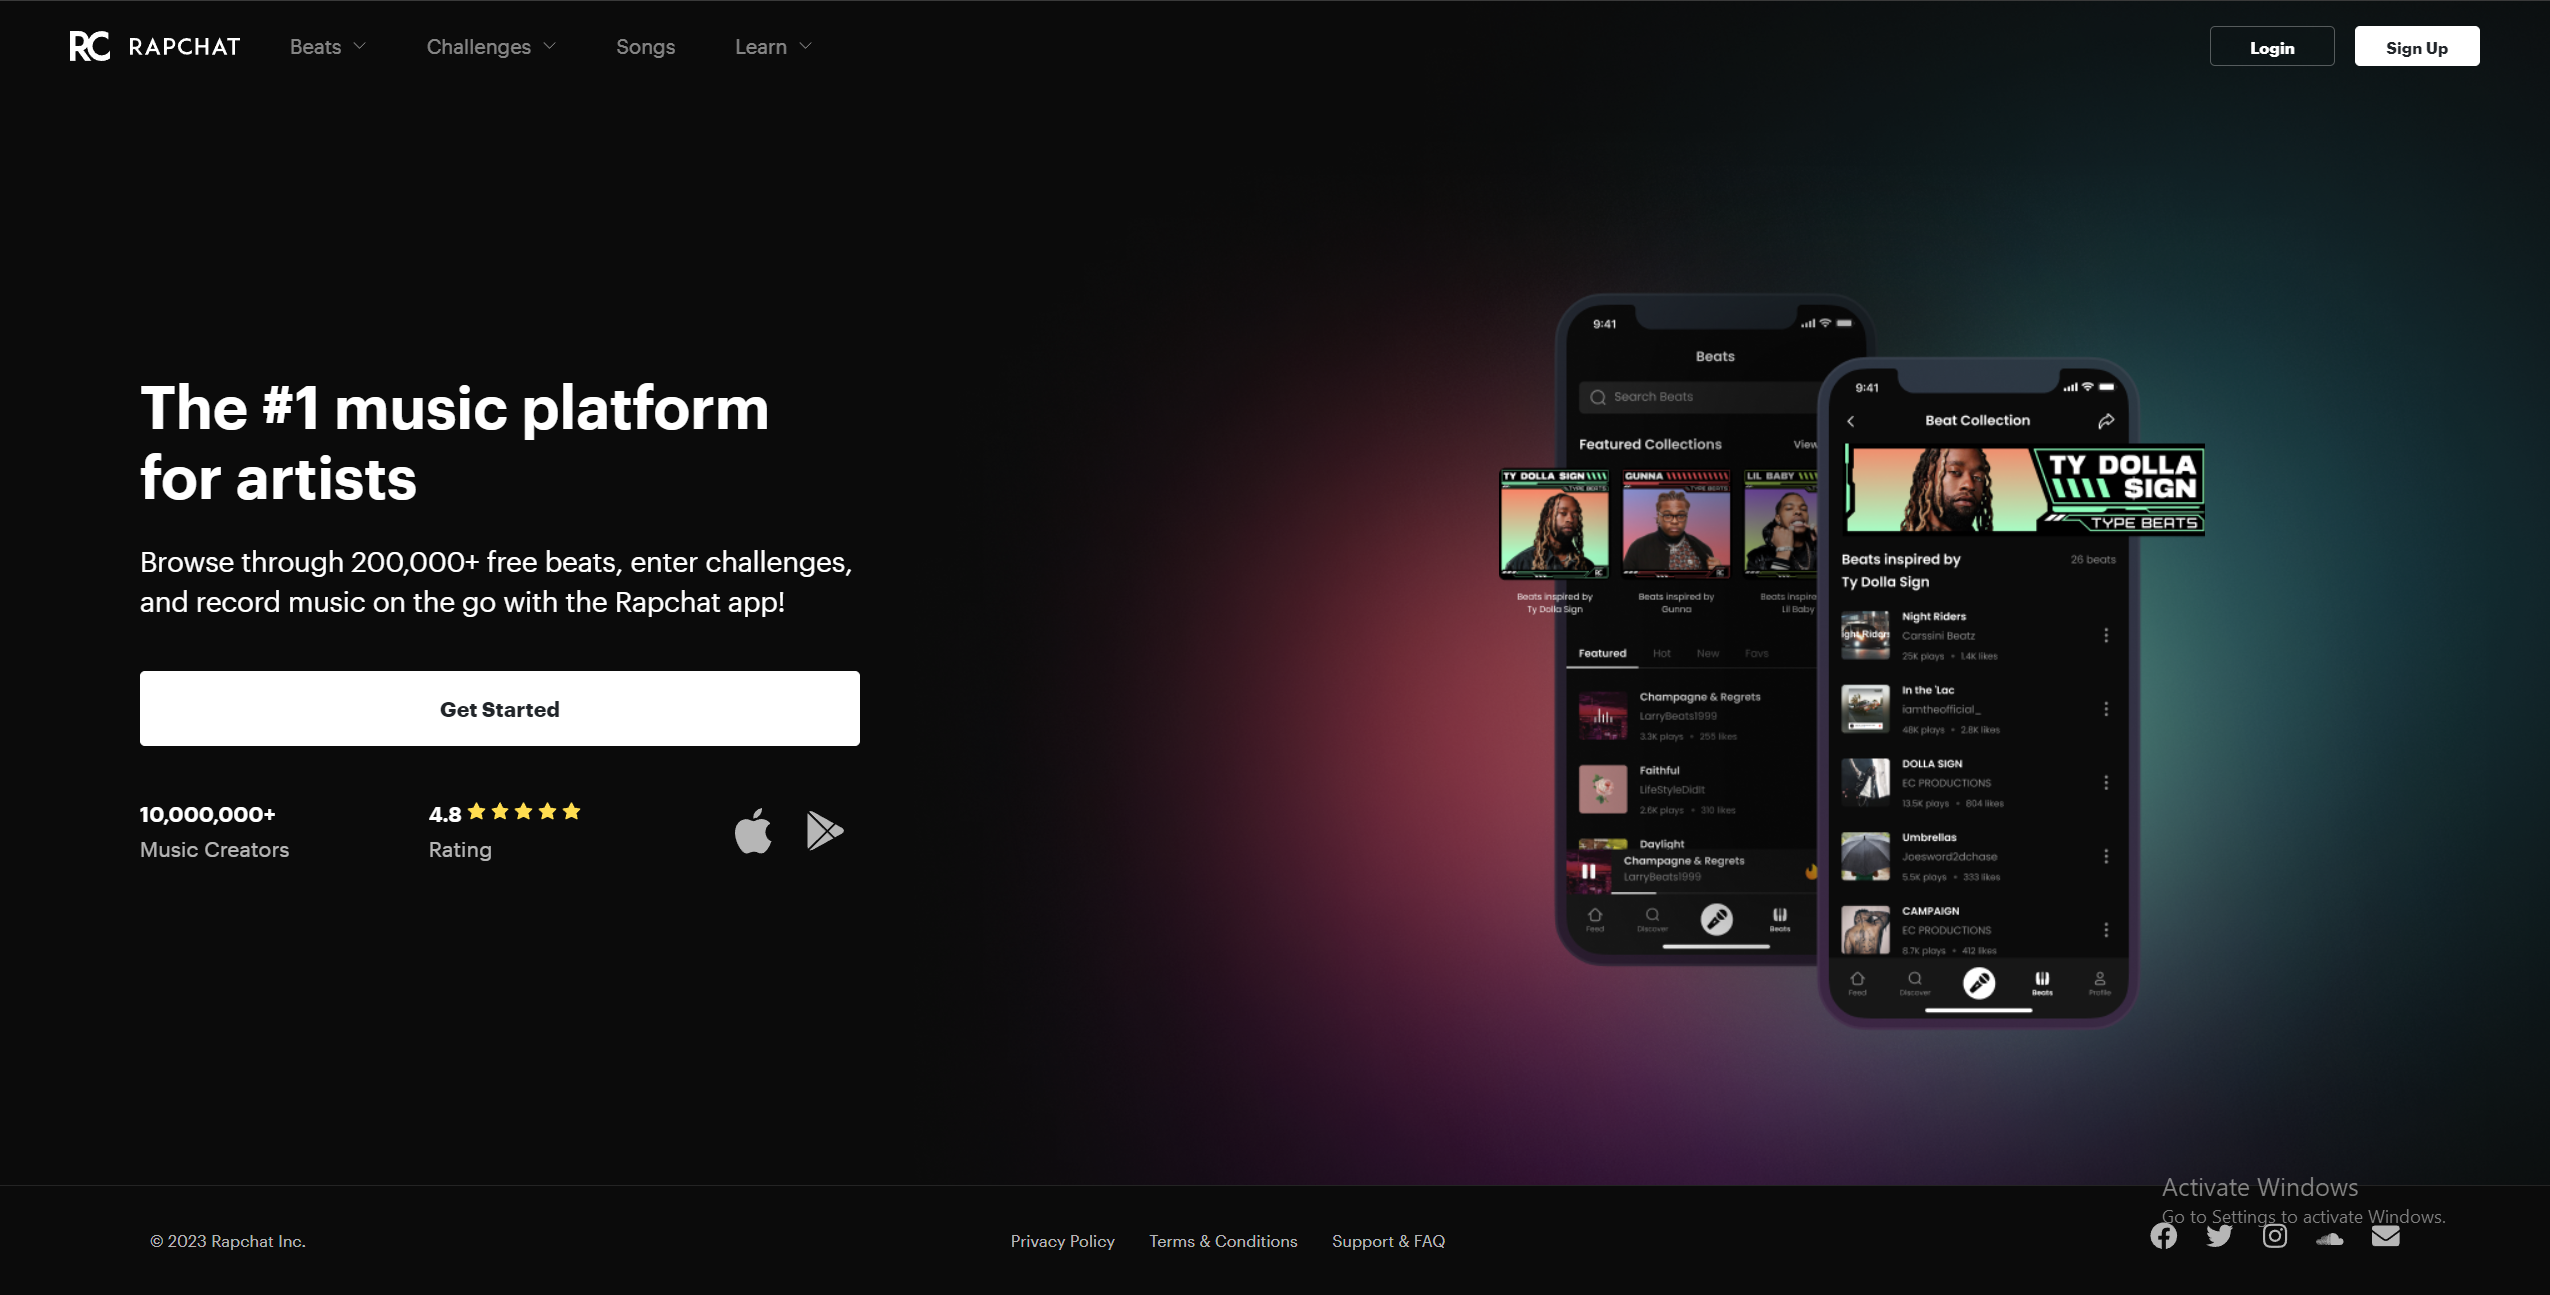 RC RAPCHAT
Beats
Challenges
Songs
Learn
Login
Sign Up
The #1 music platform
for artists
Browse through 200,000+ free beats, enter challenges,
and record music on the go with the Rapchat app!
Get Started
10,000,000+
Music Creators
4.8
Rating
9:41
Beats
Search Beats
Featured Collections
View
TY DOLLA SIGN
TYPE BEATS
GUNNA
TYPE BEATS
LIL BABY
Beats inspired by
Ty Dolla Sign
Beats inspired by
Gunna
Beats inspire
Lil Baby
Featured
Hot
New
Favs
Champagne & Regrets
LarryBeats1999
3.3K plays • 255 likes
Faithful
LifeStyleDidIt
2.6K plays • 310 likes
Daylight
Champagne & Regrets
LarryBeats1999
Feed
Discover
Beats
9:41
Beat Collection
TY DOLLA
$IGN
TYPE BEATS
Beats inspired by
Ty Dolla Sign
26 beats
Night Riders
Carssini Beatz
25K plays • 1.4K likes
In the 'Lac
iamtheofficial_
48K plays • 2.8K likes
DOLLA SIGN
EC PRODUCTIONS
13.5K plays • 804 likes
Umbrellas
Joesword2dchase
5.5K plays • 333 likes
CAMPAIGN
EC PRODUCTIONS
8.7K plays • 412 likes
Feed
Discover
Beats
Profile
Activate Windows
Go to Settings to activate Windows.
© 2023 Rapchat Inc.
Privacy Policy
Terms & Conditions
Support & FAQ